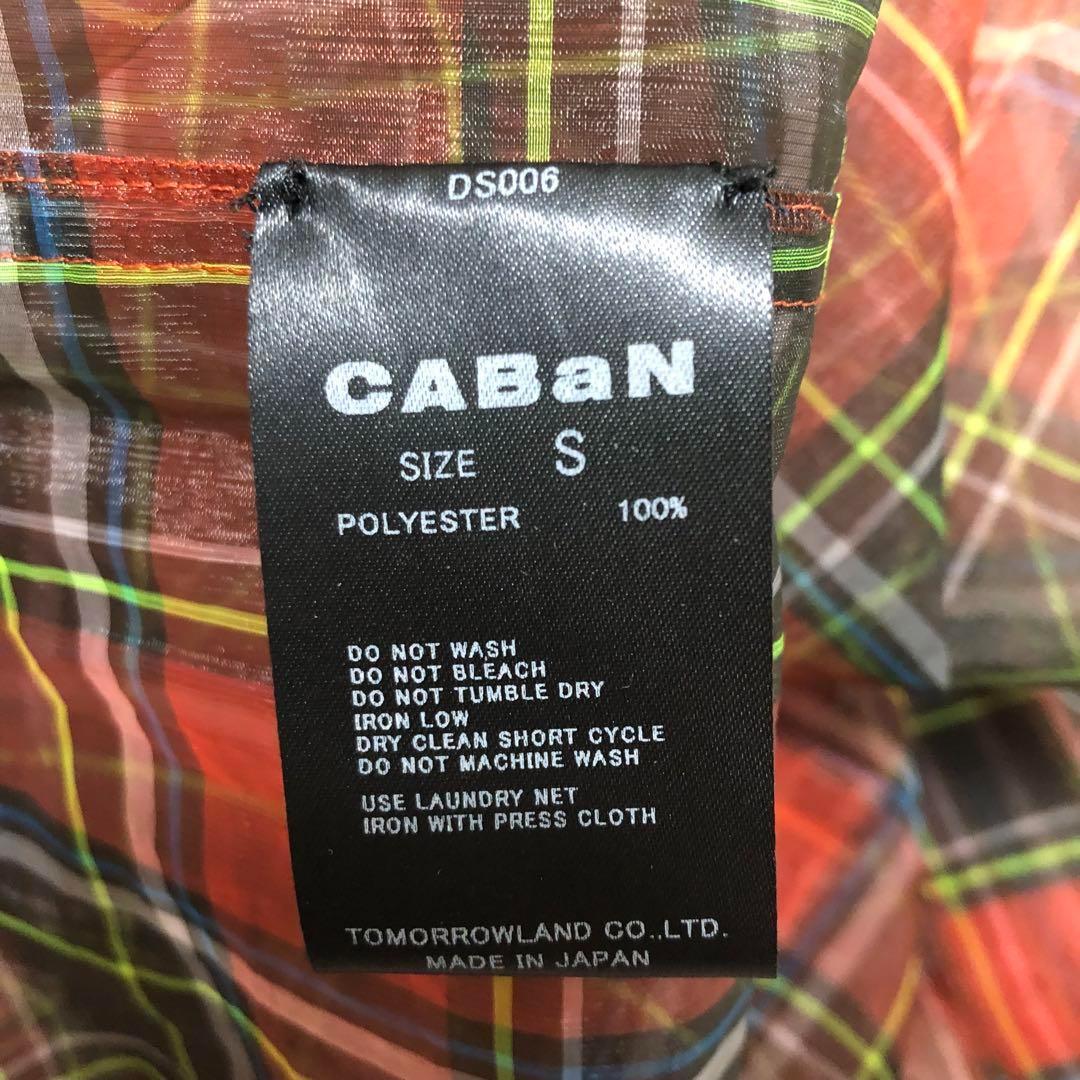 DS006
CABaN
SIZE S
POLYESTER 100%
DO NOT WASH
DO NOT BLEACH
DO NOT TUMBLE DRY
IRON LOW
DRY CLEAN SHORT CYCLE
DO NOT MACHINE WASH
USE LAUNDRY NET
IRON WITH PRESS CLOTH
TOMORROWLAND CO.,LTD.
MADE IN JAPAN